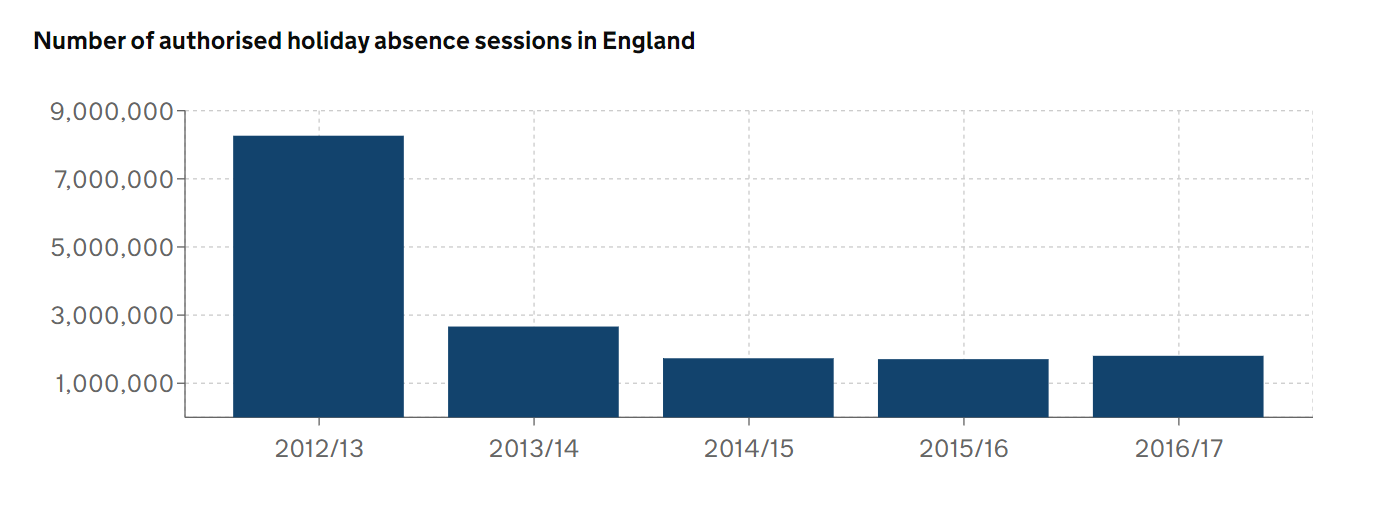 Number of authorised holiday absence sessions in England
9,000,000
7,000,000
5,000,000
3,000,000
1,000,000
2012/13 2013/14 2014/15 2015/16 2016/17